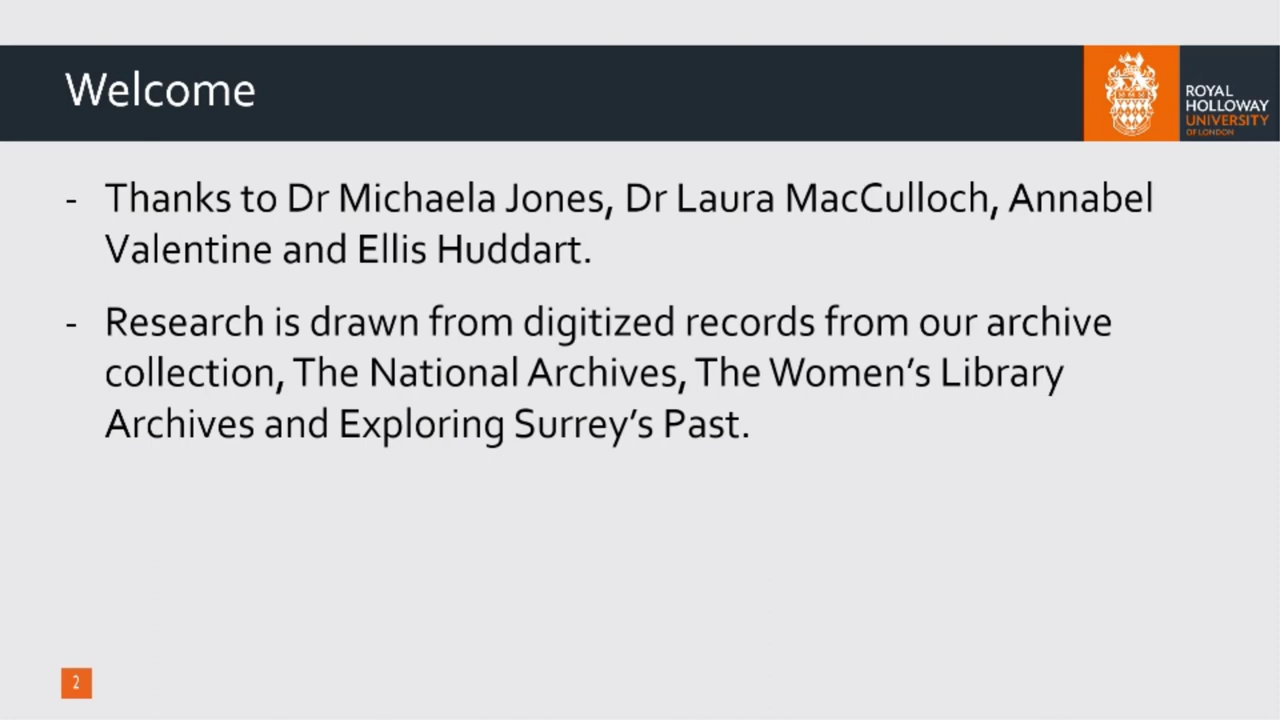 Welcome
ROYAL
HOLLOWAY
UNIVERSITY
OF LONDON
- Thanks to Dr Michaela Jones, Dr Laura MacCulloch, Annabel
Valentine and Ellis Huddart.
- Research is drawn from digitized records from our archive
collection, The National Archives, The Women’s Library
Archives and Exploring Surrey’s Past.
2